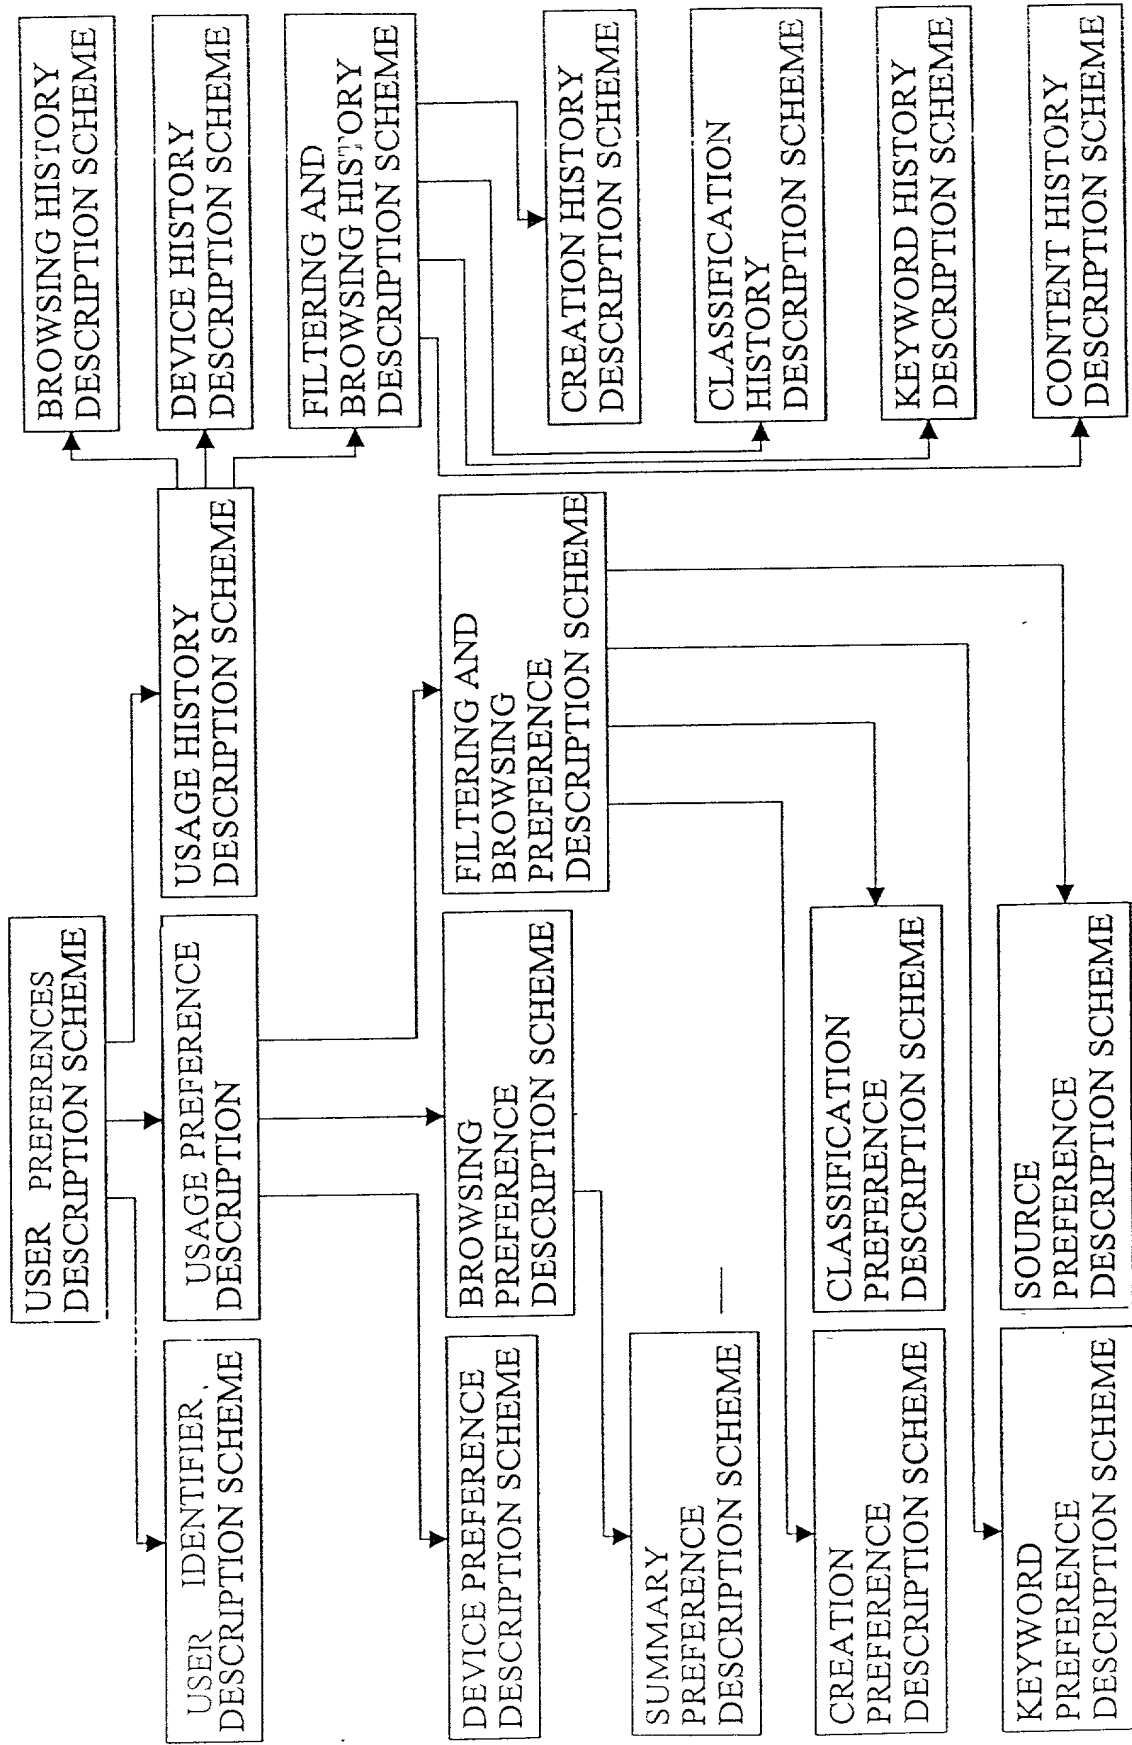 USER PREFERENCES
DESCRIPTION SCHEME
USER IDENTIFIER
DESCRIPTION SCHEME
USAGE PREFERENCE
DESCRIPTION
USAGE HISTORY
DESCRIPTION SCHEME
BROWSING HISTORY
DESCRIPTION SCHEME
DEVICE HISTORY
DESCRIPTION SCHEME
FILTERING AND
BROWSING HISTORY
DESCRIPTION SCHEME
DEVICE PREFERENCE
DESCRIPTION SCHEME
BROWSING
PREFERENCE
DESCRIPTION SCHEME
FILTERING AND
BROWSING
PREFERENCE
DESCRIPTION SCHEME
CREATION HISTORY
DESCRIPTION SCHEME
SUMMARY
PREFERENCE
DESCRIPTION SCHEME
CLASSIFICATION
HISTORY
DESCRIPTION SCHEME
CREATION
PREFERENCE
DESCRIPTION SCHEME
CLASSIFICATION
PREFERENCE
DESCRIPTION SCHEME
KEYWORD HISTORY
DESCRIPTION SCHEME
KEYWORD
PREFERENCE
DESCRIPTION SCHEME
SOURCE
PREFERENCE
DESCRIPTION SCHEME
CONTENT HISTORY
DESCRIPTION SCHEME